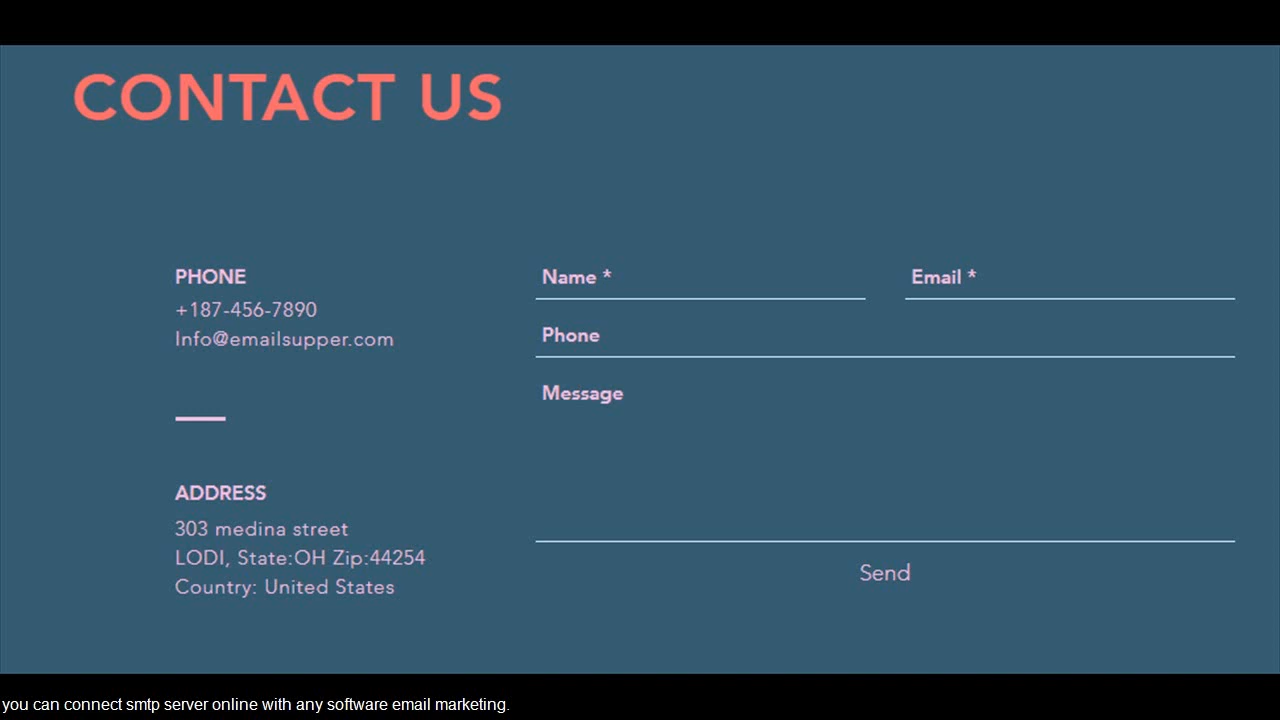 CONTACT US
PHONE
+187-456-7890
Info@emailsupper.com
ADDRESS
303 medina street
LODI, State:OH Zip:44254
Country: United States
Name *
Email *
Phone
Message
Send
you can connect smtp server online with any software email marketing.